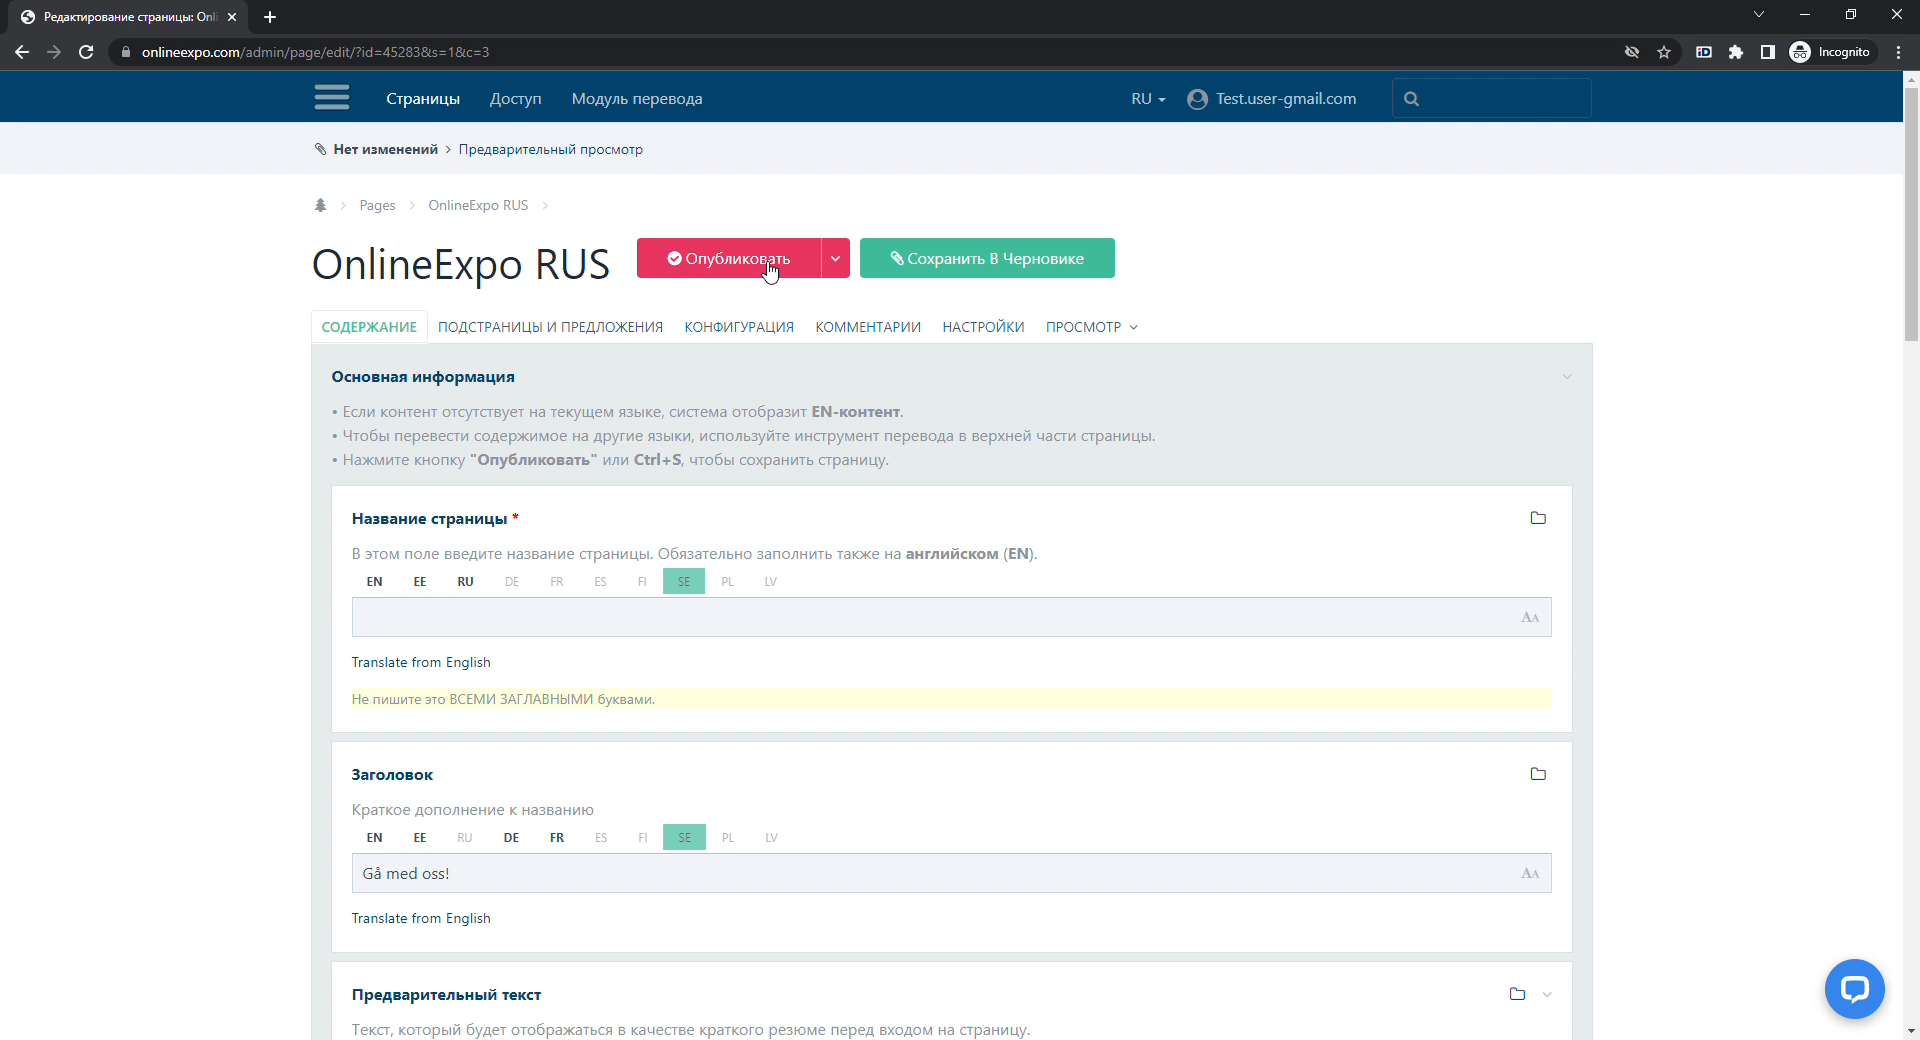 Редактирование страницы: Onli
onlineexpo.com/admin/page/edit/?id=45283&s=1&c=3
Incognito
Страницы Доступ Модуль перевода RU Test.user-gmail.com
Нет изменений > Предварительный просмотр
Pages > OnlineExpo RUS >
OnlineExpo RUS Опубликовать Сохранить В Черновике
СОДЕРЖАНИЕ ПОДСТРАНИЦЫ И ПРЕДЛОЖЕНИЯ КОНФИГУРАЦИЯ КОММЕНТАРИИ НАСТРОЙКИ ПРОСМОТР
Основная информация
• Если контент отсутствует на текущем языке, система отобразит EN-контент.
• Чтобы перевести содержимое на другие языки, используйте инструмент перевода в верхней части страницы.
• Нажмите кнопку "Опубликовать" или Ctrl+S, чтобы сохранить страницу.
Название страницы *
В этом поле введите название страницы. Обязательно заполнить также на английском (EN).
EN EE RU DE FR ES FI SE PL LV
AA
Translate from English
Не пишите это ВСЕМИ ЗАГЛАВНЫМИ буквами.
Заголовок
Краткое дополнение к названию
EN EE RU DE FR ES FI SE PL LV
Gå med oss! AA
Translate from English
Предварительный текст
Текст, который будет отображаться в качестве краткого резюме перед входом на страницу.